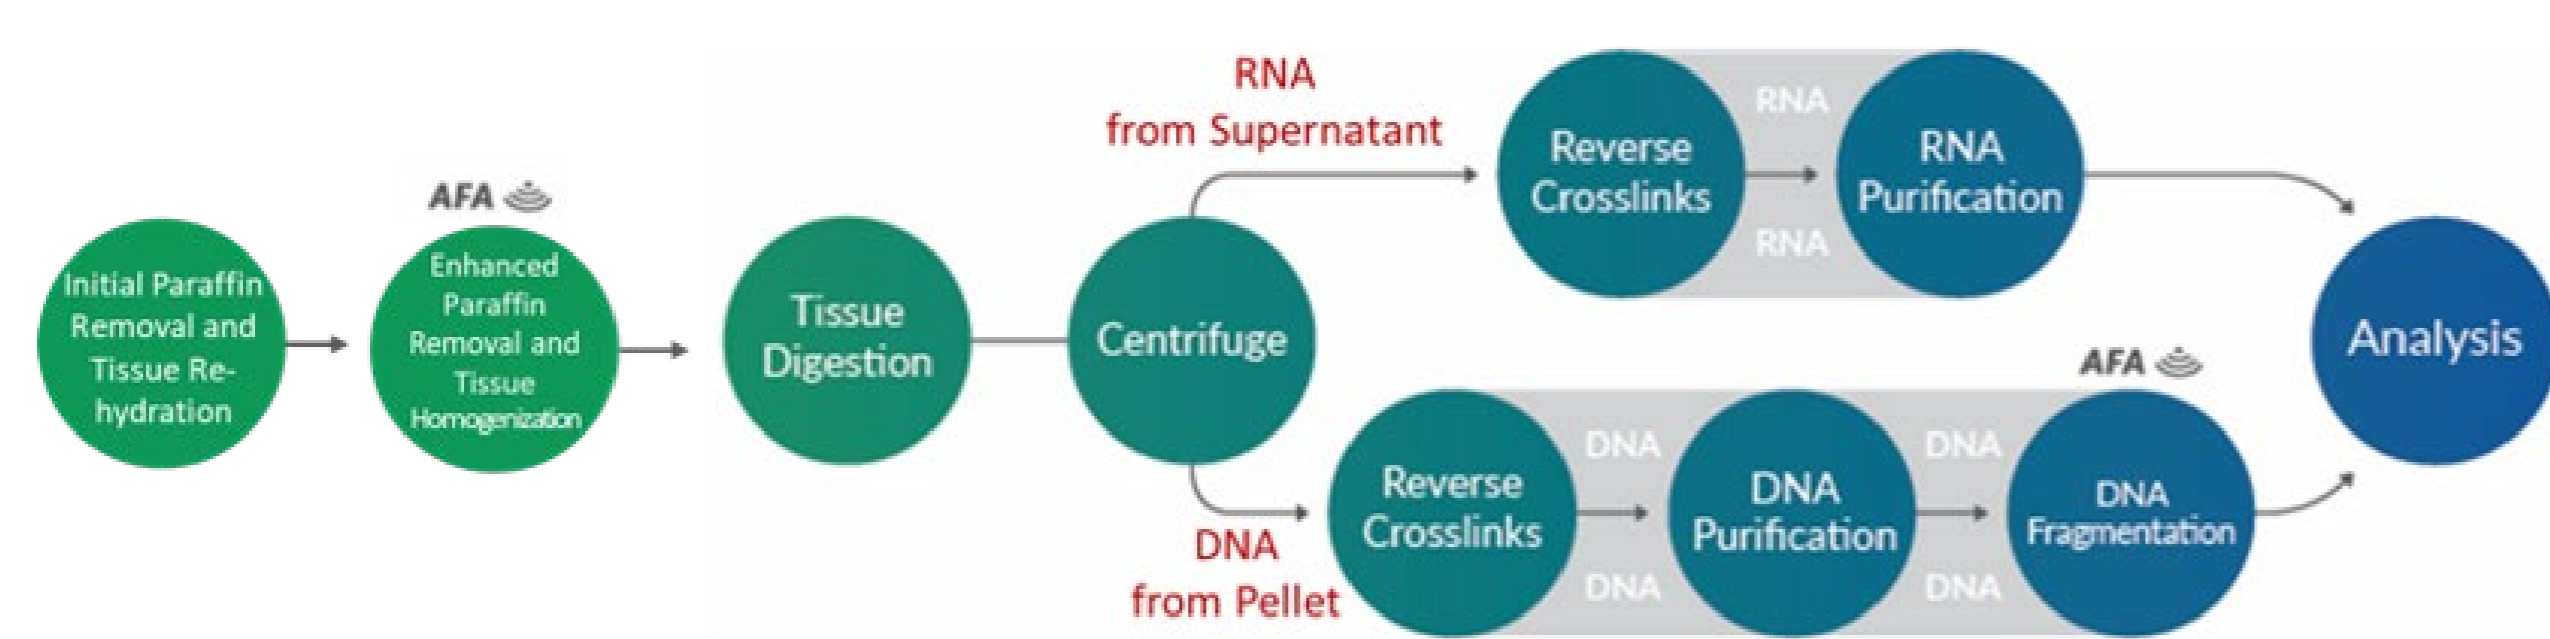 AFA
Initial Paraffin
Removal and
Tissue Re-
hydration
Enhanced
Paraffin
Removal and
Tissue
Homogenization
Tissue
Digestion
Centrifuge
RNA
from Supernatant
Reverse
Crosslinks
RNA
RNA
RNA
Purification
DNA
from Pellet
Reverse
Crosslinks
DNA
DNA
DNA
Purification
DNA
DNA
AFA
DNA
Fragmentation
Analysis